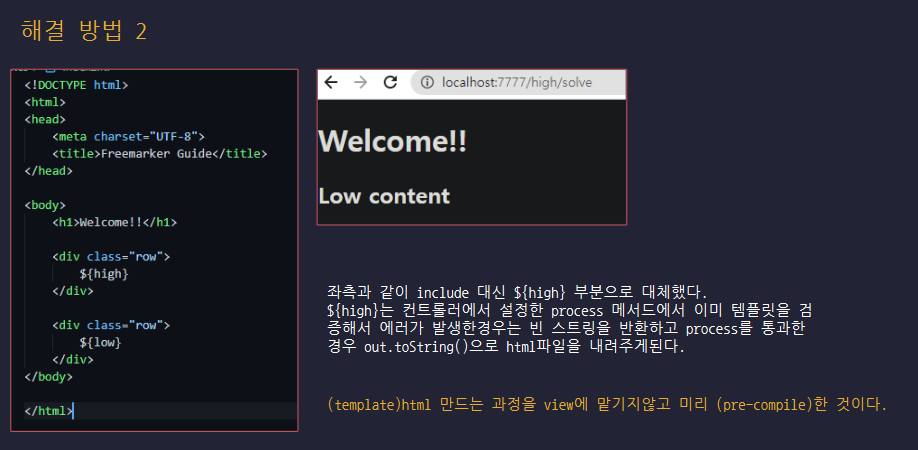 해결 방법 2
<!DOCTYPE html>
<html>
<head>
<meta charset="UTF-8">
<title>Freemarker Guide</title>
</head>
<body>
<h1>Welcome!!</h1>
<div class="row">
${high}
</div>
<div class="row">
${low}
</div>
</body>
</html>
localhost:7777/high/solve
Welcome!!
Low content
좌측과 같이 include 대신 ${high} 부분으로 대체했다.
${high}는 컨트롤러에서 설정한 process 메서드에서 이미 템플릿을 검
증해서 에러가 발생한경우는 빈 스트링을 반환하고 process를 통과한
경우 out.toString()으로 html파일을 내려주게된다.
(template)html 만드는 과정을 view에 맡기지않고 미리 (pre-compile)한 것이다.